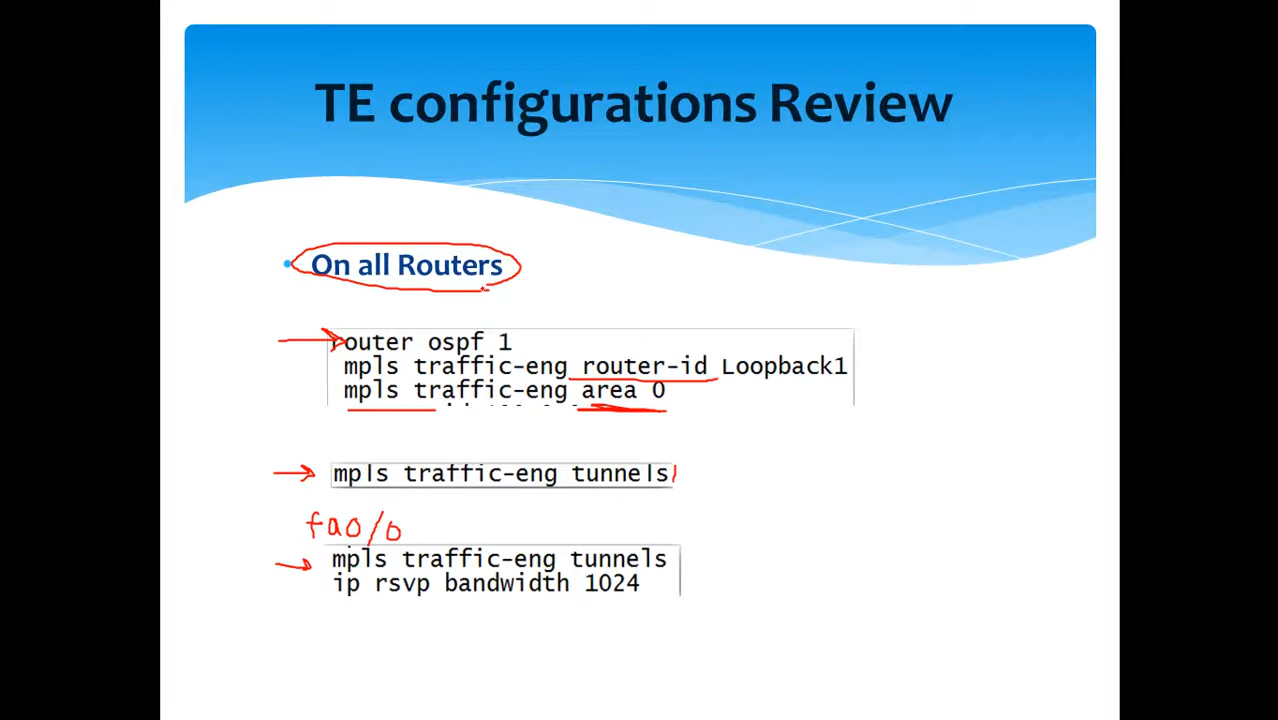 TE configurations Review
On all Routers
router ospf 1
mpls traffic-eng router-id Loopback1
mpls traffic-eng area 0
mpls traffic-eng tunnels
fa0/0
mpls traffic-eng tunnels
ip rsvp bandwidth 1024